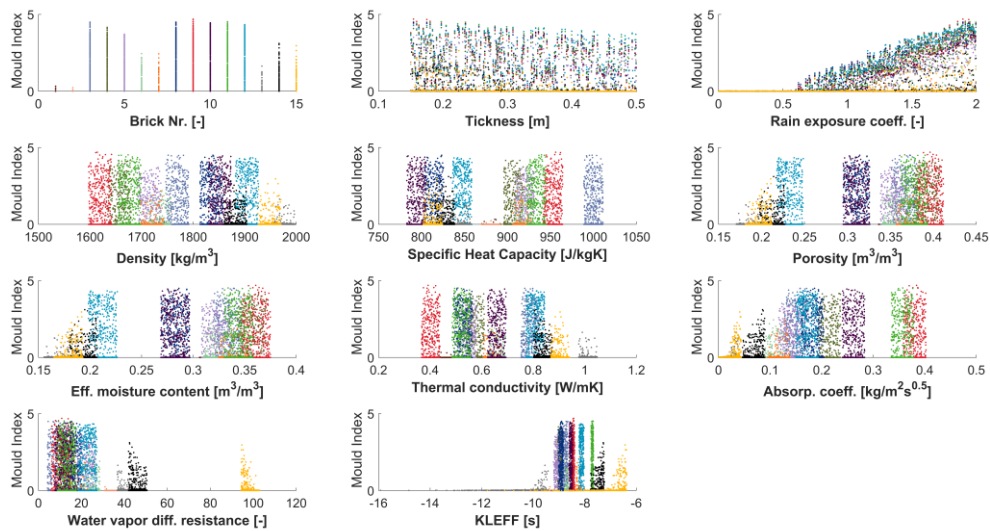 Mould Index
5
0
0 5 10 15
Brick Nr. [-]
Mould Index
5
0
0.1 0.2 0.3 0.4 0.5
Tickness [m]
Mould Index
5
0
0 0.5 1 1.5 2
Rain exposure coeff. [-]
Mould Index
5
0
1500 1600 1700 1800 1900 2000
Density [kg/m³]
Mould Index
5
0
750 800 850 900 950 1000 1050
Specific Heat Capacity [J/kgK]
Mould Index
5
0
0.15 0.2 0.25 0.3 0.35 0.4 0.45
Porosity [m³/m³]
Mould Index
5
0
0.15 0.2 0.25 0.3 0.35 0.4
Eff. moisture content [m³/m³]
Mould Index
5
0
0.2 0.4 0.6 0.8 1 1.2
Thermal conductivity [W/mK]
Mould Index
5
0
0 0.1 0.2 0.3 0.4 0.5
Absorp. coeff. [kg/m²s⁰·⁵]
Mould Index
5
0
0 20 40 60 80 100 120
Water vapor diff. resistance [-]
Mould Index
5
0
-16 -14 -12 -10 -8 -6
KLEFF [s]